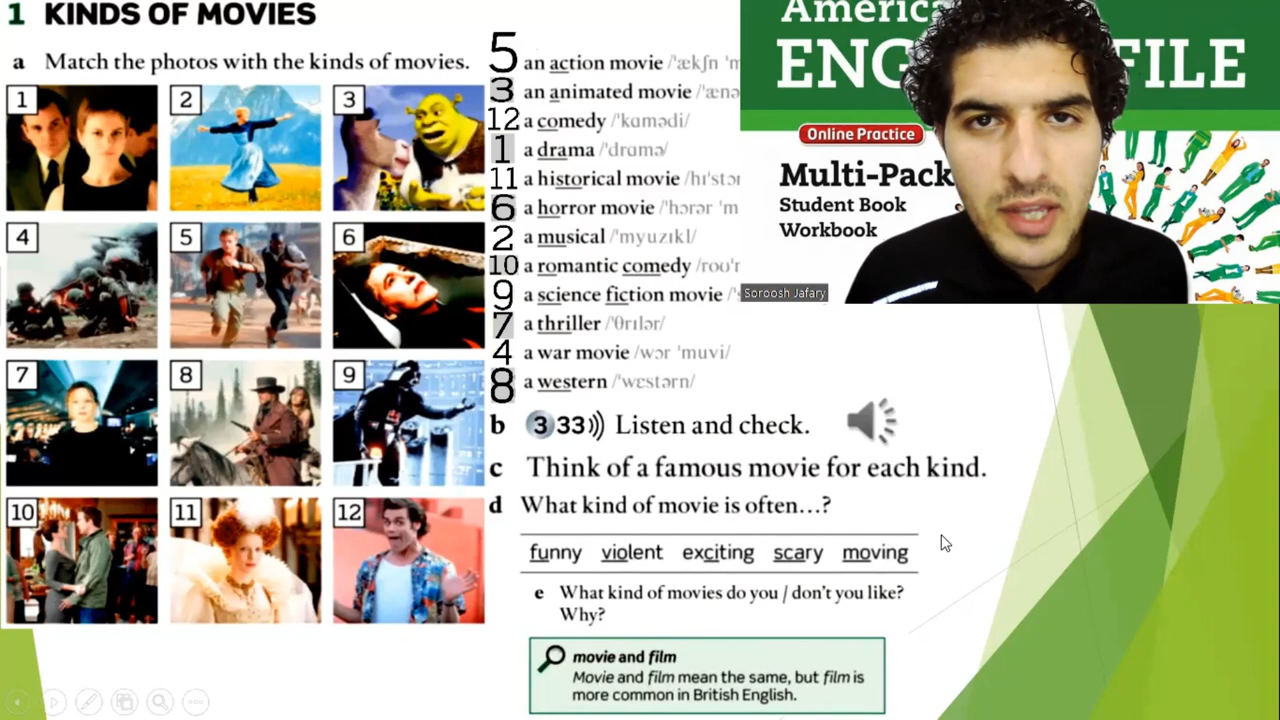 1 KINDS OF MOVIES
a Match the photos with the kinds of movies.
1
2
3
4
5
6
7
8
9
10
11
12
5 an action movie /ˈækʃn ˈm
3 an animated movie /ˈænə
12 a comedy /ˈkɑmədi/
1 a drama /ˈdrɑmə/
11 a historical movie /hɪˈstɔr
6 a horror movie /ˈhɔrər ˈm
2 a musical /ˈmyuzɪkl/
10 a romantic comedy /roʊˈ
9 a science fiction movie /ˈs
7 a thriller /ˈθrɪlər/
4 a war movie /wɔr ˈmuvi/
8 a western /ˈwɛstərn/
b 3 33)) Listen and check.
c Think of a famous movie for each kind.
d What kind of movie is often...?
funny violent exciting scary moving
e What kind of movies do you / don't you like?
Why?
movie and film
Movie and film mean the same, but film is
more common in British English.
America
ENG FILE
Online Practice
Multi-Pack
Student Book
Workbook
Soroosh Jafary